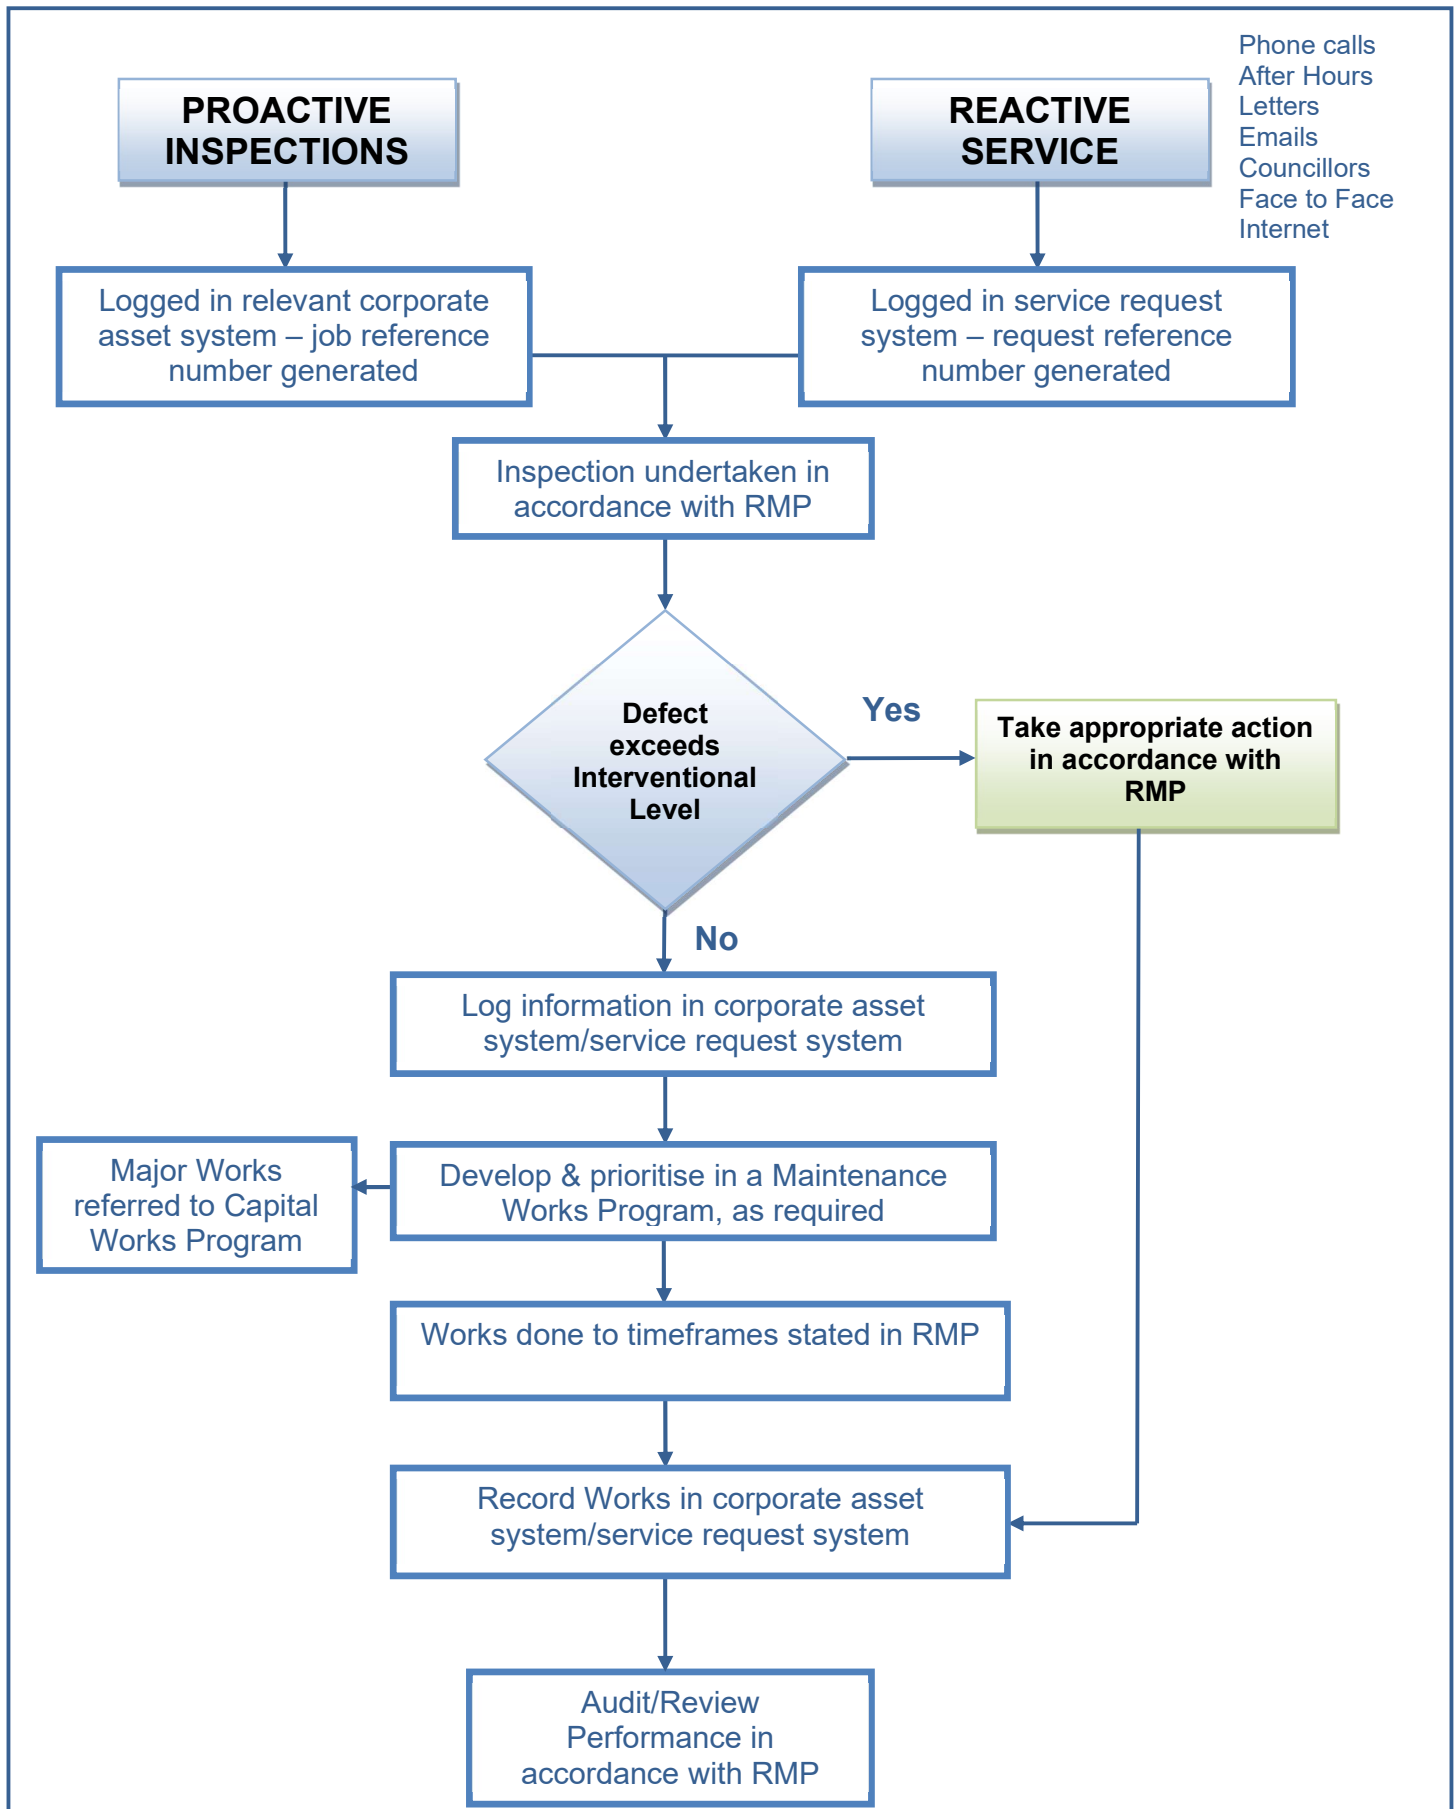 PROACTIVE
INSPECTIONS
REACTIVE
SERVICE
Phone calls
After Hours
Letters
Emails
Councillors
Face to Face
Internet
Logged in relevant corporate
asset system – job reference
number generated
Logged in service request
system – request reference
number generated
Inspection undertaken in
accordance with RMP
Defect
exceeds
Interventional
Level
Yes
Take appropriate action
in accordance with
RMP
No
Log information in corporate asset
system/service request system
Major Works
referred to Capital
Works Program
Develop & prioritise in a Maintenance
Works Program, as required
Works done to timeframes stated in RMP
Record Works in corporate asset
system/service request system
Audit/Review
Performance in
accordance with RMP